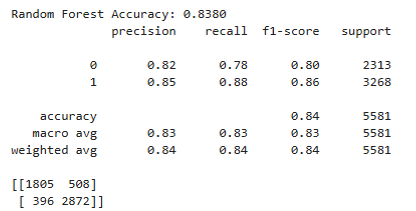 Random Forest Accuracy: 0.8380
              precision    recall  f1-score   support

           0       0.82      0.78      0.80      2313
           1       0.85      0.88      0.86      3268

    accuracy                           0.84      5581
   macro avg       0.83      0.83      0.83      5581
weighted avg       0.84      0.84      0.84      5581

[[1805  508]
 [ 396 2872]]